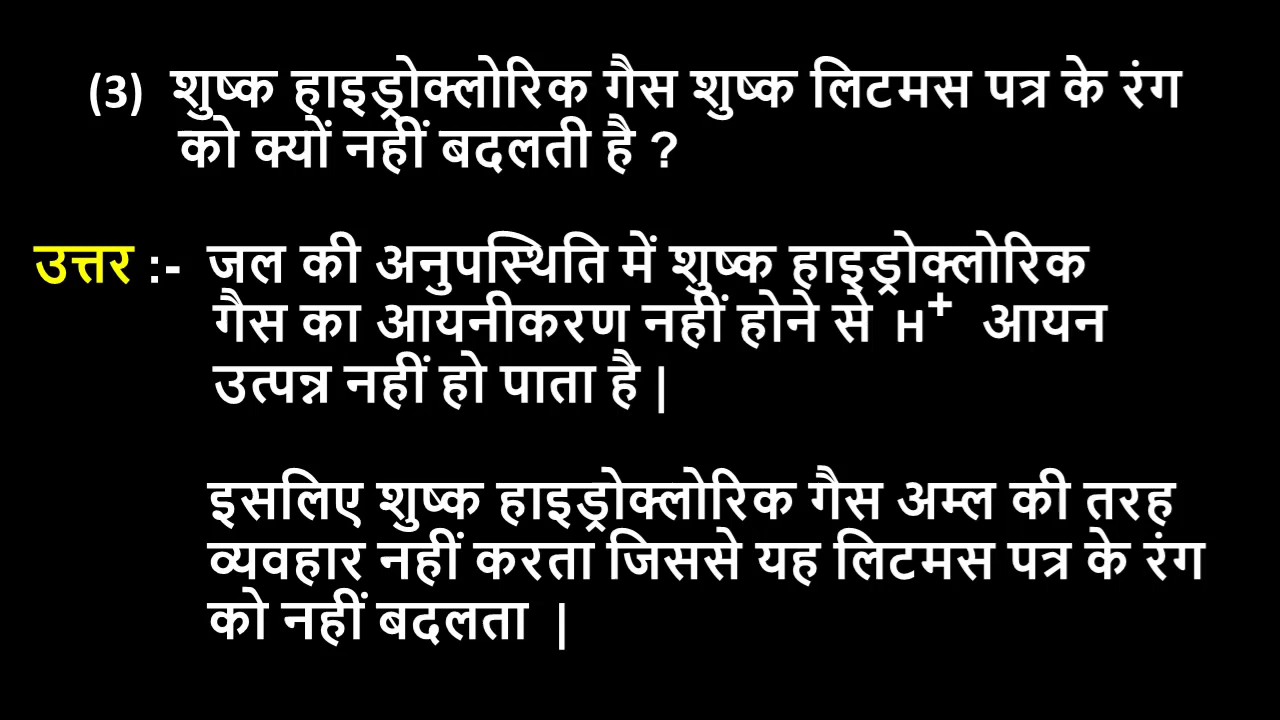 (3) शुष्क हाइड्रोक्लोरिक गैस शुष्क लिटमस पत्र के रंग
को क्यों नहीं बदलती है ?
उत्तर :- जल की अनुपस्थिति में शुष्क हाइड्रोक्लोरिक
गैस का आयनीकरण नहीं होने से H⁺ आयन
उत्पन्न नहीं हो पाता है |
इसलिए शुष्क हाइड्रोक्लोरिक गैस अम्ल की तरह
व्यवहार नहीं करता जिससे यह लिटमस पत्र के रंग
को नहीं बदलता |